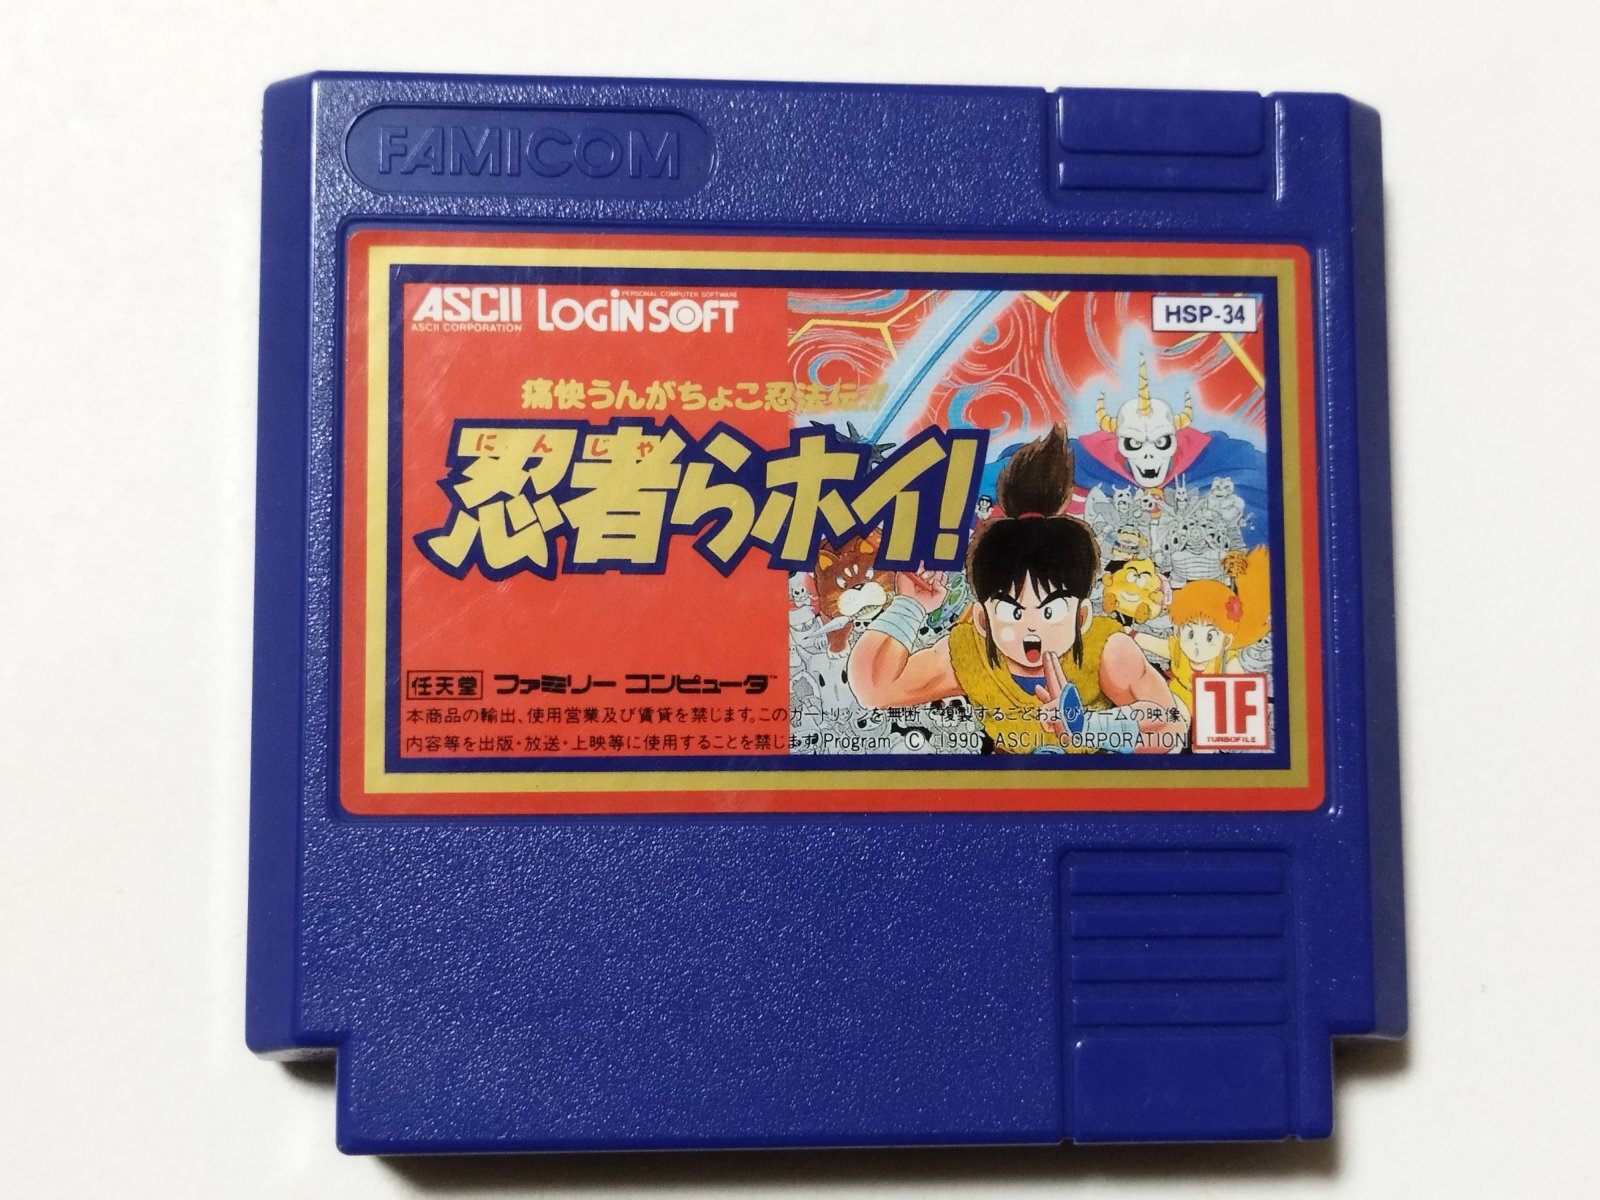 FAMICOM
ASCII
ASCII CORPORATION
PERSONAL COMPUTER SOFTWARE
LOGiN SOFT
HSP-34
痛快うんがちょこ忍法伝!!
にんじゃ
忍者らホイ!
任天堂 ファミリー コンピュータ™
本商品の輸出、使用営業及び賃貸を禁じます。このカートリッジを無断で複製することおよびゲームの映像、
内容等を出版・放送・上映等に使用することを禁じます。Program © 1990 ASCII CORPORATION
TF
TURBOFILE